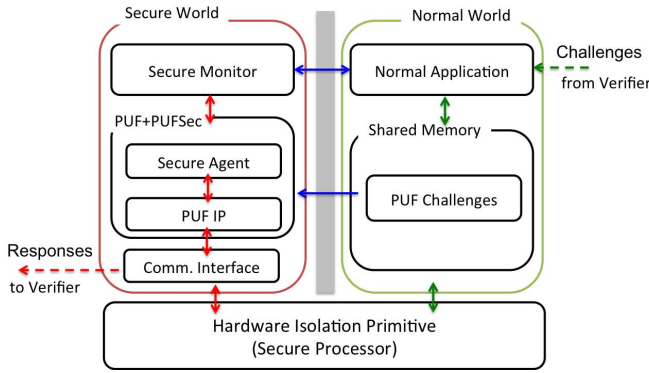 Secure World
Normal World
Secure Monitor
Normal Application
Challenges
from Verifier
PUF+PUFSec
Shared Memory
Secure Agent
PUF IP
PUF Challenges
Responses
to Verifier
Comm. Interface
Hardware Isolation Primitive
(Secure Processor)